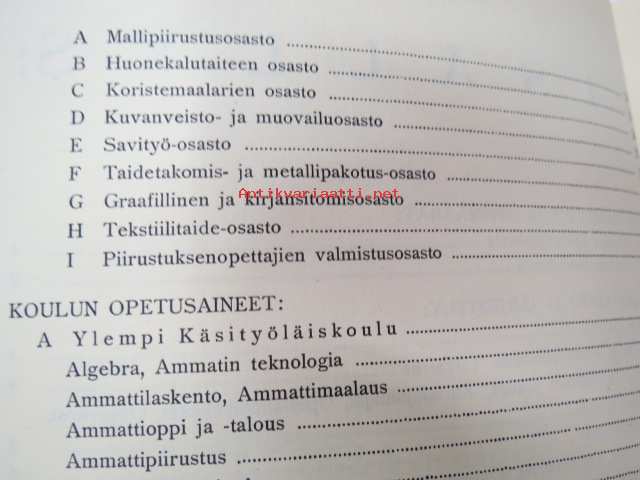 A Mallipiirustusosasto
B Huonekalutaiteen osasto
C Koristemaalarien osasto
D Kuvanveisto- ja muovailuosasto
E Savityö-osasto
F Taidetakomis- ja metallipakotus-osasto
Antikvariaatti.net
G Graafillinen ja kirjansitomisosasto
H Tekstiilitaide-osasto
I Piirustuksenopettajien valmistusosasto
KOULUN OPETUSAINEET:
A Ylempi Käsityöläiskoulu
Algebra, Ammatin teknologia
Ammattilaskento, Ammattimaalaus
Ammattioppi ja -talous
Ammattipiirustus